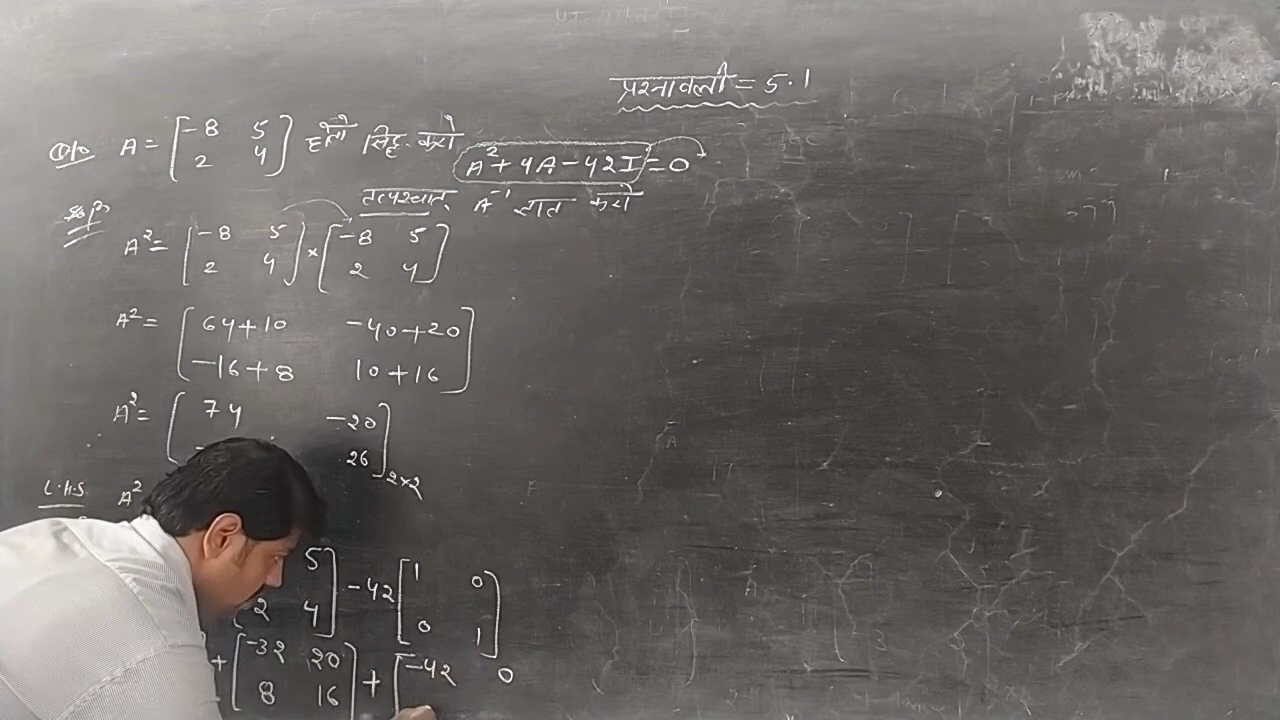 प्रश्नावली = 5.1
A = [-8 5
2 4] हो तो सिद्ध करो
A² + 4A - 42I = 0
तत्पश्चात् A⁻¹ ज्ञात करो
A² = [-8 5
2 4] × [-8 5
2 4]
A² = [64+10 -40+20
-16+8 10+16]
A² = [74 -20
26]2×2
L.H.S A²
5
2 4] -42 [1 0
0 1]
+ [-32 20
8 16] + [-42 0